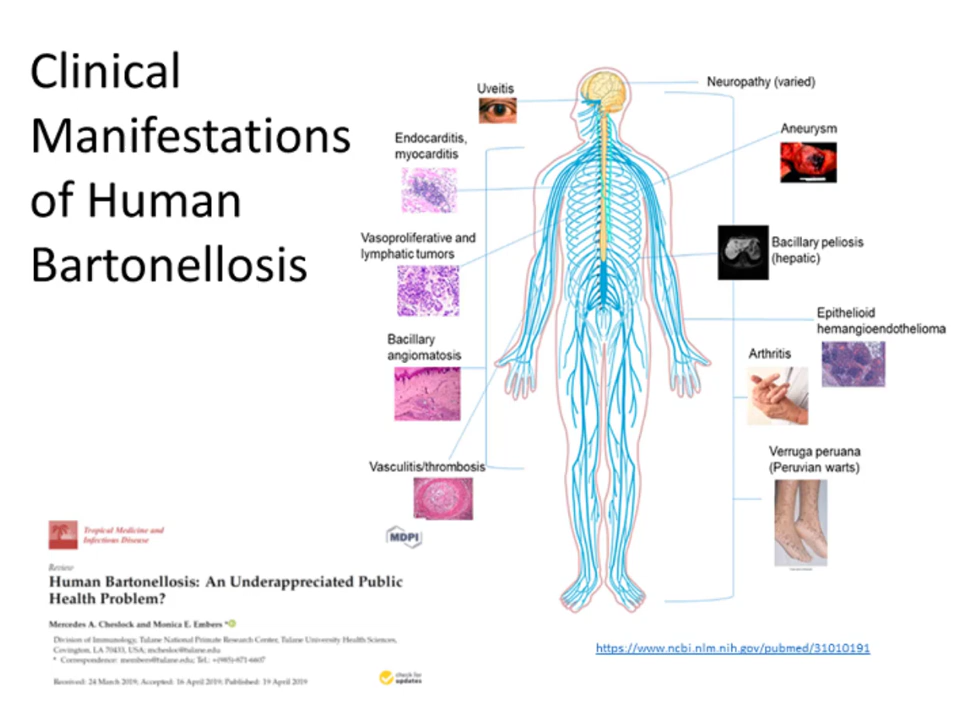 Clinical
Manifestations
of Human
Bartonellosis
Uveitis
Neuropathy (varied)
Endocarditis,
myocarditis
Aneurysm
Vasoproliferative and
lymphatic tumors
Bacillary peliosis
(hepatic)
Epithelioid
hemangioendothelioma
Bacillary
angiomatosis
Arthritis
Vasculitis/thrombosis
Verruga peruana
(Peruvian warts)
Tropical Medicine and
Infectious Disease
MDPI
Review
Human Bartonellosis: An Underappreciated Public
Health Problem?
Mercedes A. Cheslock and Monica E. Embers *
Division of Immunology, Tulane National Primate Research Center, Tulane University Health Sciences,
Covington, LA 70433, USA; mchesloc@tulane.edu
* Correspondence: members@tulane.edu; Tel.: +(985)-871-6607
Received: 24 March 2019; Accepted: 16 April 2019; Published: 19 April 2019
check for
updates
https://www.ncbi.nlm.nih.gov/pubmed/31010191